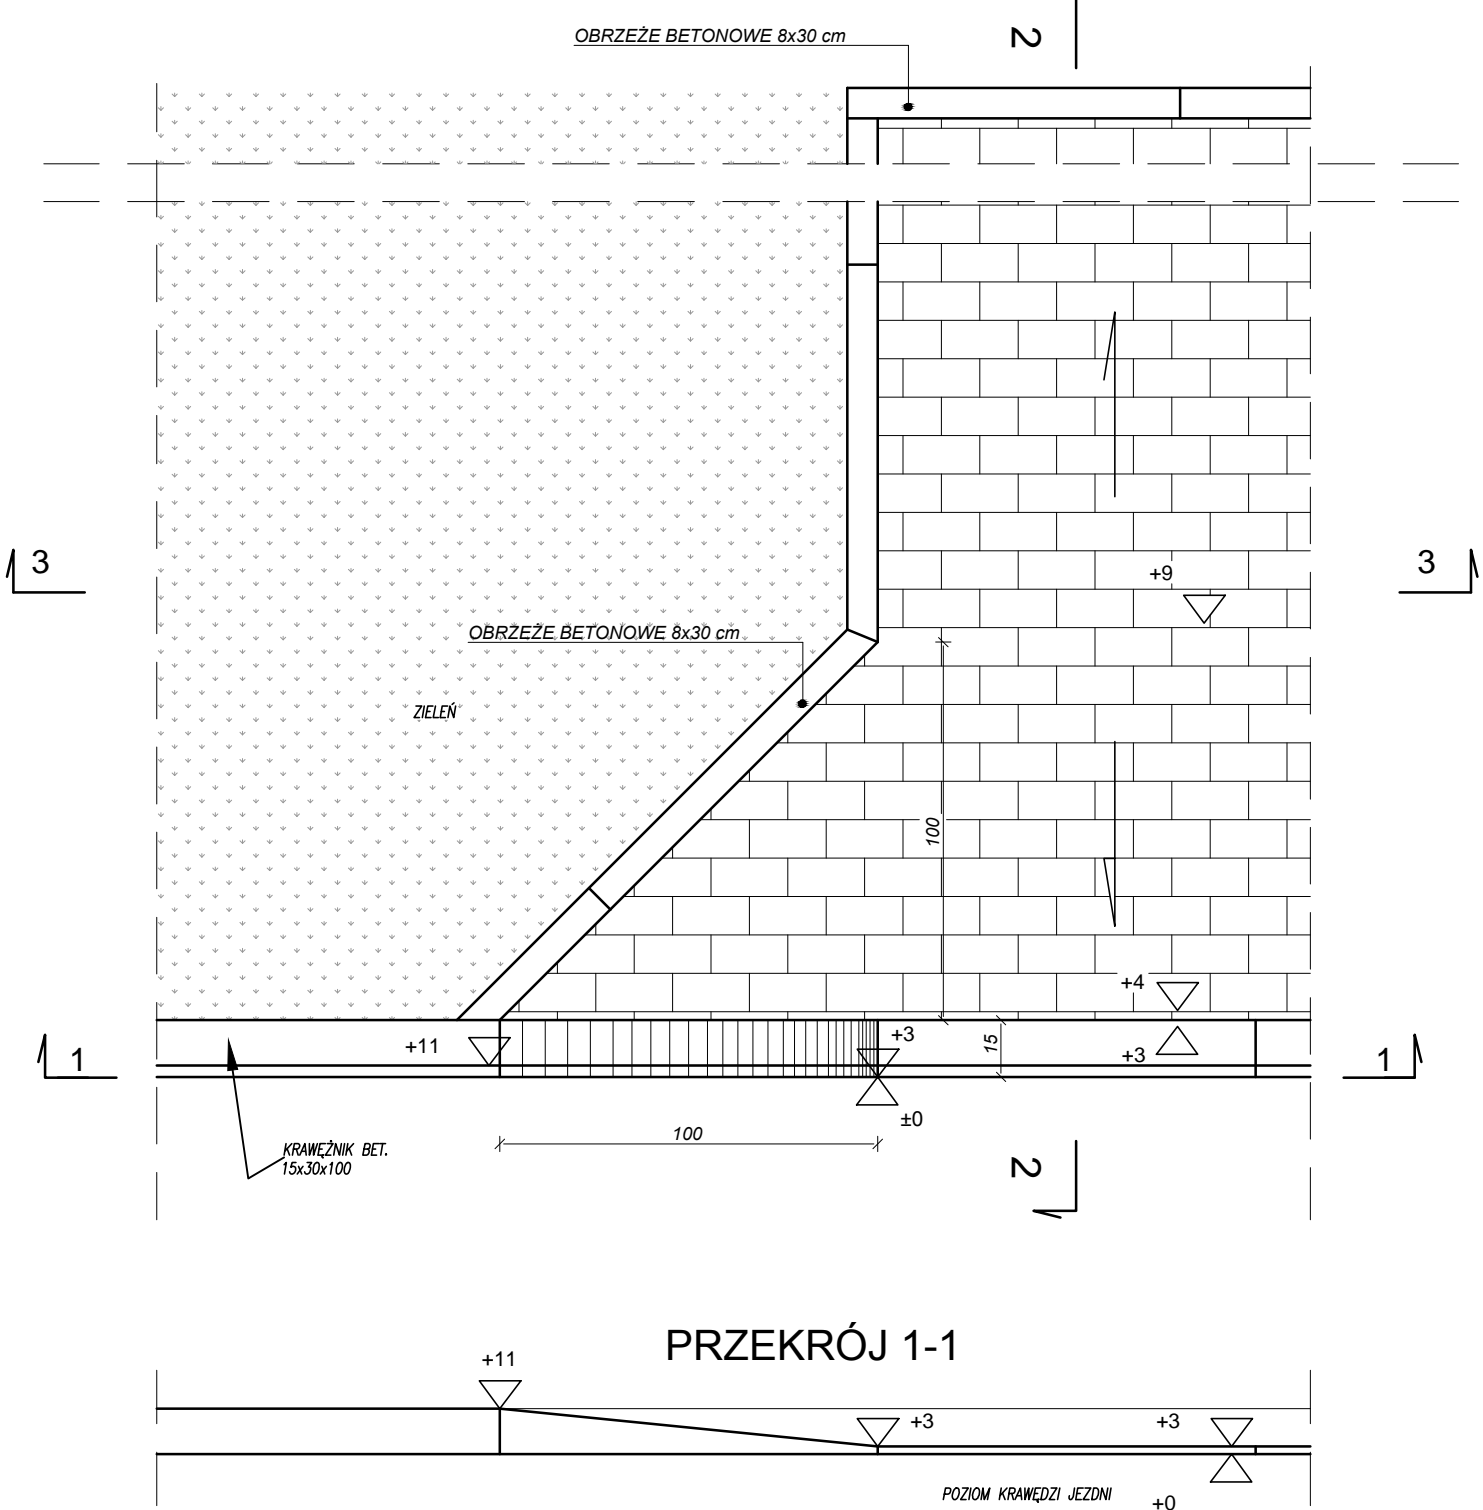 OBRZEŻE BETONOWE 8x30 cm
2
3
3
+9
OBRZEŻE BETONOWE 8x30 cm
ZIELEŃ
100
+4
+11
+3
15
+3
1
1
±0
100
KRAWĘŻNIK BET.
15x30x100
2
PRZEKRÓJ 1-1
+11
+3
+3
POZIOM KRAWĘDZI JEZDNI
+0